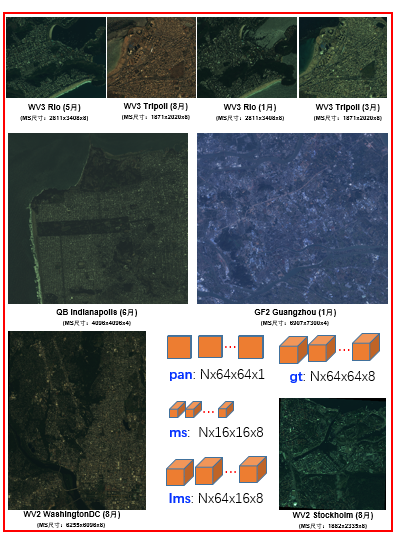 WV3 Rio (5月)
(MS尺寸：2811x3408x8)
WV3 Tripoli (8月)
(MS尺寸：1871x2020x8)
WV3 Rio (1月)
(MS尺寸：2811x3408x8)
WV3 Tripoli (3月)
(MS尺寸：1871x2020x8)
QB Indianapolis (6月)
(MS尺寸：4096x4096x4)
GF2 Guangzhou (1月)
(MS尺寸：6907x7300x4)
pan: Nx64x64x1
gt: Nx64x64x8
ms: Nx16x16x8
lms: Nx64x16x8
WV2 WashingtonDC (8月)
(MS尺寸：6255x6096x8)
WV2 Stockholm (8月)
(MS尺寸：1882x2335x8)